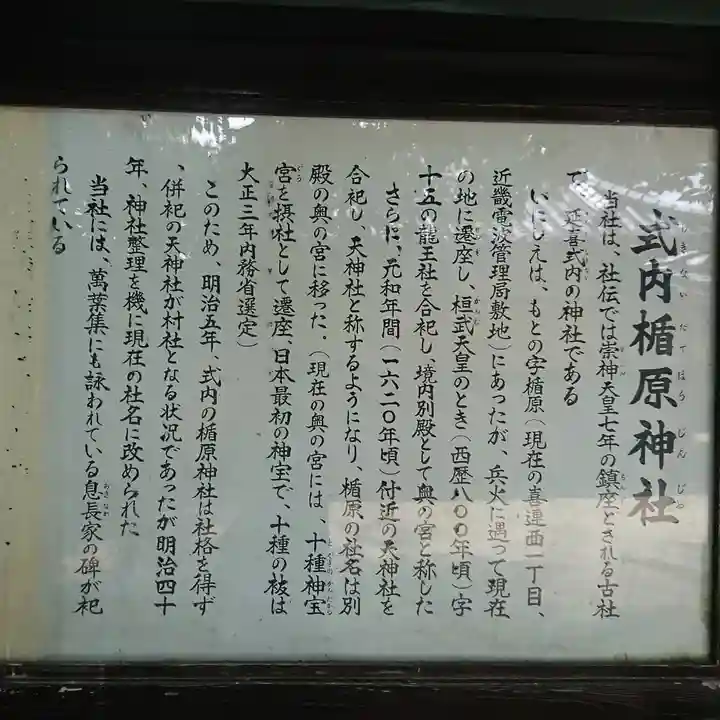 式内楯原神社
しきないたてはらじんじゃ
当社は、社伝では崇神天皇七年の鎮座とされる古社
で、延喜式内の神社である
いにしえは、もとの字楯原(現在の喜連西一丁目、
近畿電波管理局敷地)にあったが、兵火に遇って現在
の地に遷座し、桓武天皇のとき(西歴八〇〇年頃)字
十五の龍王社を合祀し、境内別殿として奥の宮と称した
さらに、元和年間(一六二〇年頃)付近の天神社を
合祀し、天神社と称するようになり、楯原の社名は別
殿の奥の宮に移った。(現在の奥の宮には、十種神宝
宮を摂社として遷座、日本最初の神宝で、十種の祓は
大正三年内務省選定)
このため、明治五年、式内の楯原神社は社格を得ず
、併祀の天神社が村社となる状況であったが明治四十
年、神社整理を機に現在の社名に改められた
当社には、萬葉集にも詠われている息長家の碑が祀
られている